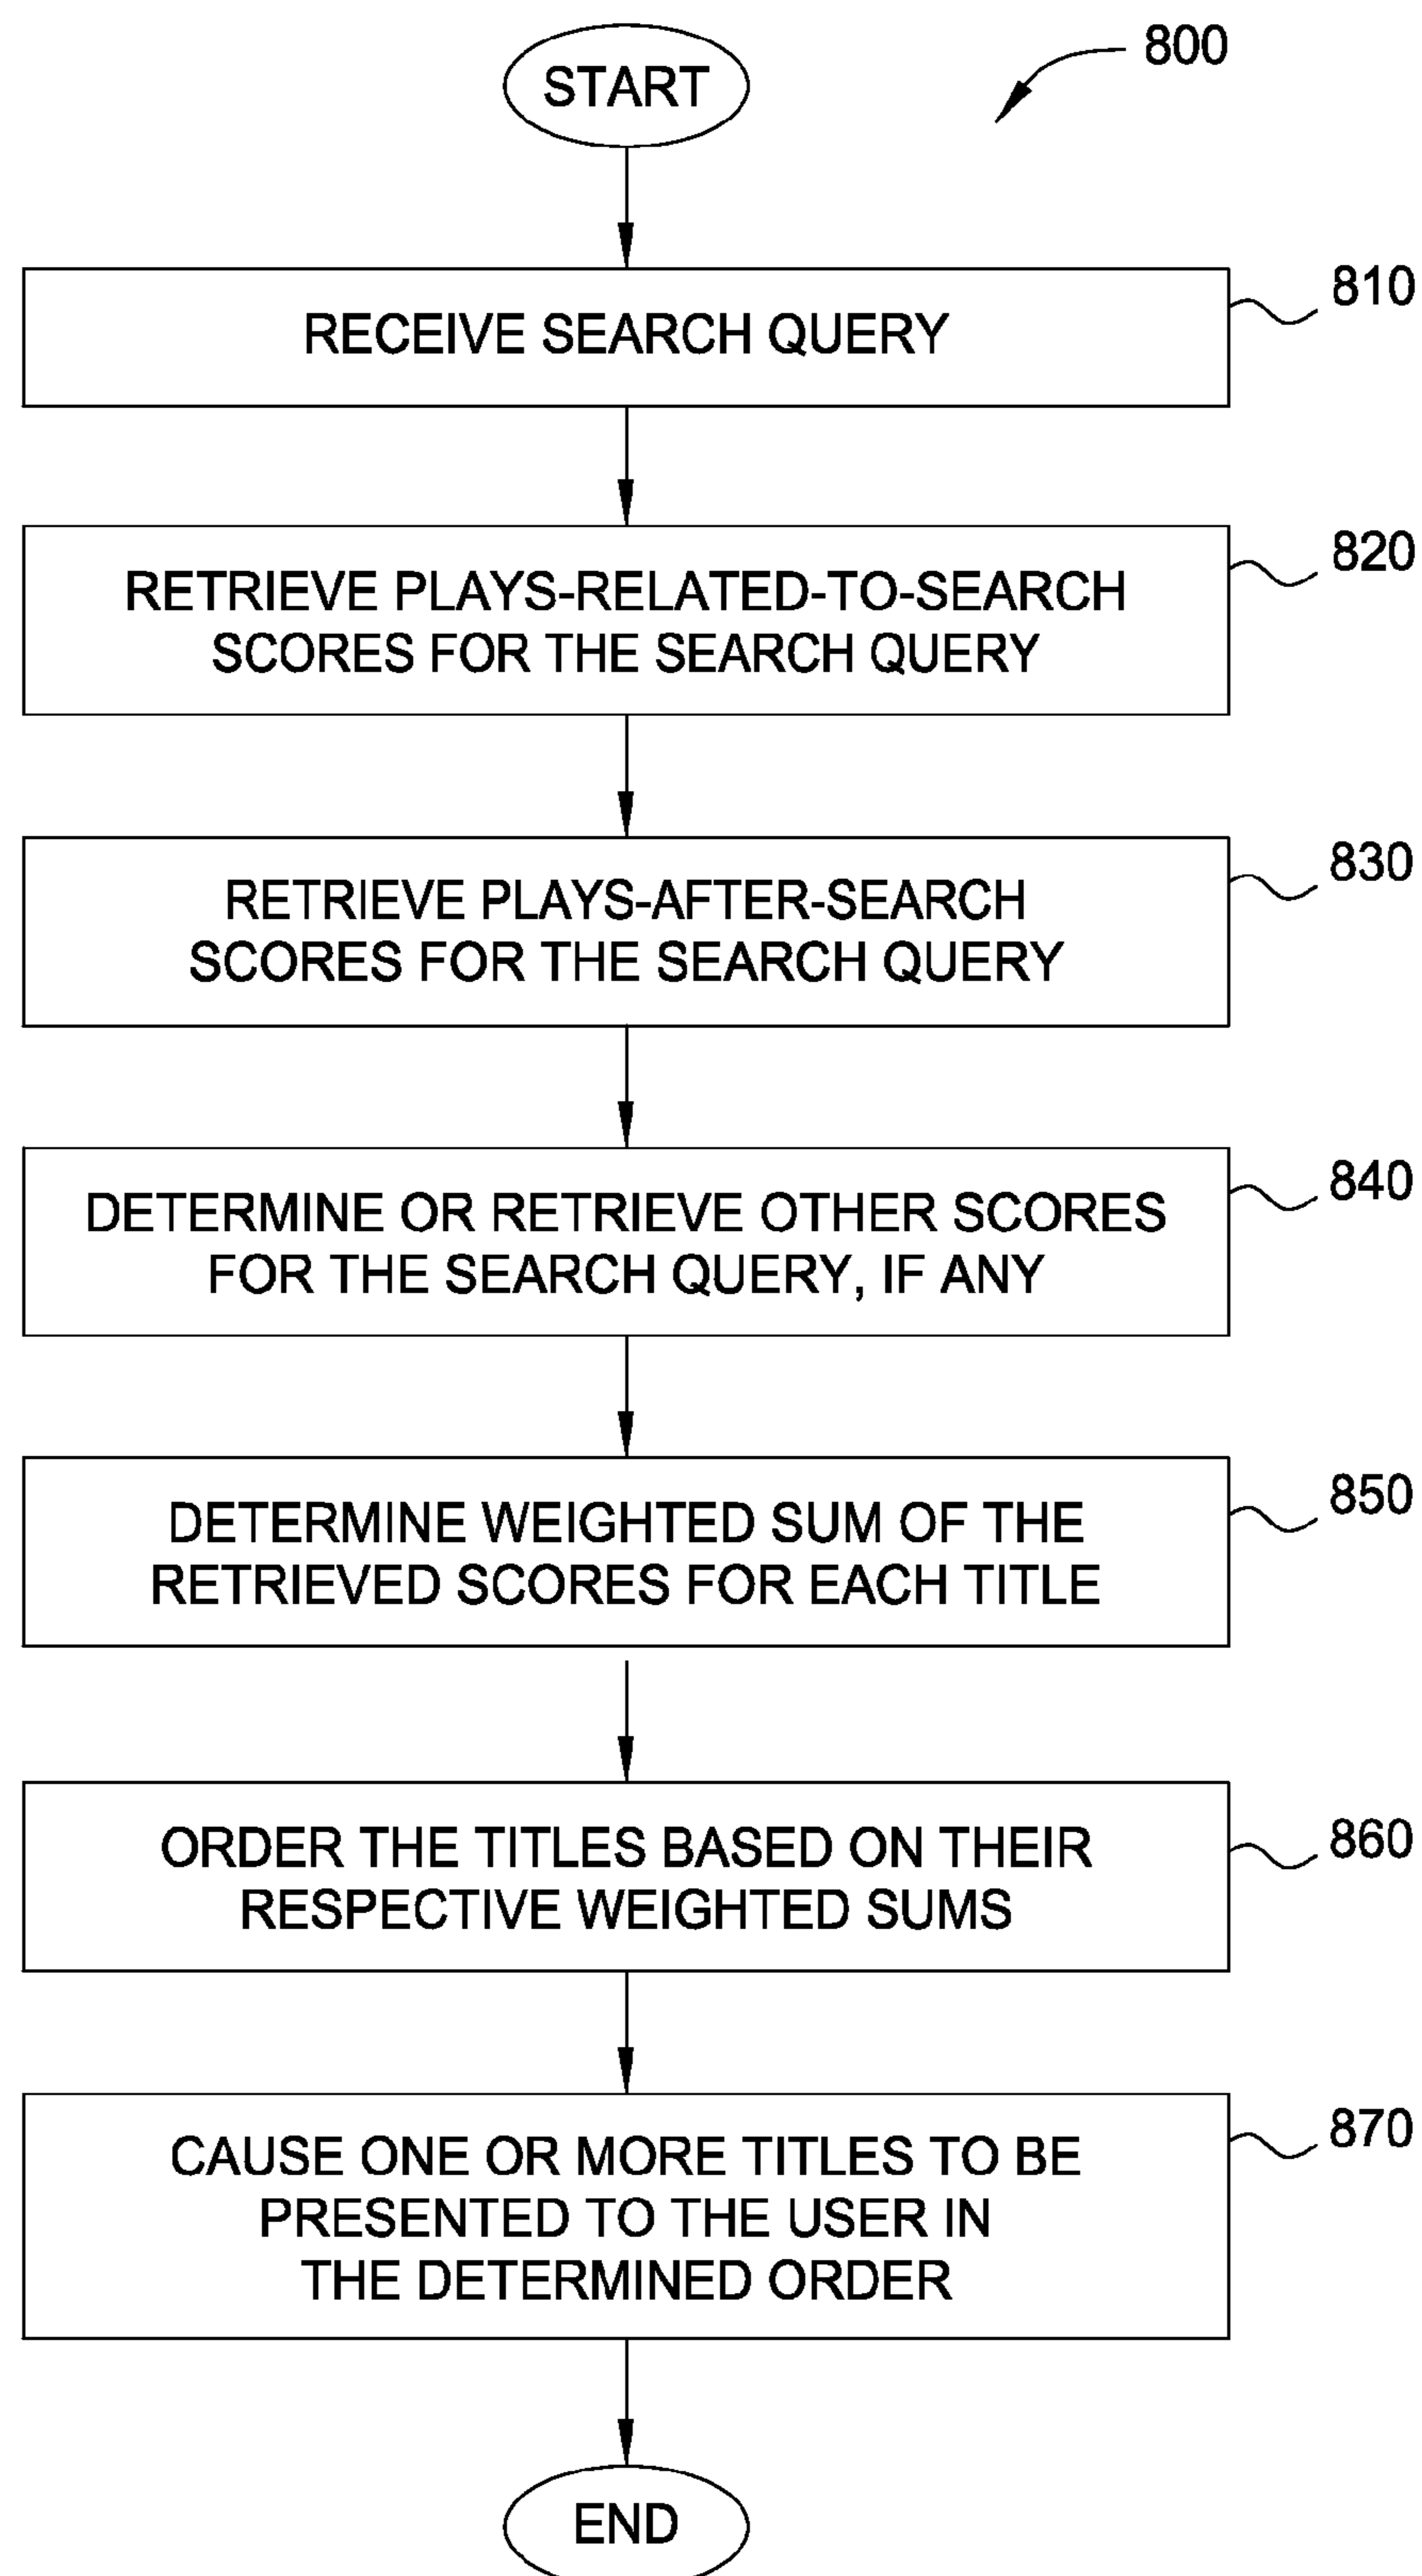 START
800
RECEIVE SEARCH QUERY
810
RETRIEVE PLAYS-RELATED-TO-SEARCH
SCORES FOR THE SEARCH QUERY
820
RETRIEVE PLAYS-AFTER-SEARCH
SCORES FOR THE SEARCH QUERY
830
DETERMINE OR RETRIEVE OTHER SCORES
FOR THE SEARCH QUERY, IF ANY
840
DETERMINE WEIGHTED SUM OF THE
RETRIEVED SCORES FOR EACH TITLE
850
ORDER THE TITLES BASED ON THEIR
RESPECTIVE WEIGHTED SUMS
860
CAUSE ONE OR MORE TITLES TO BE
PRESENTED TO THE USER IN
THE DETERMINED ORDER
870
END